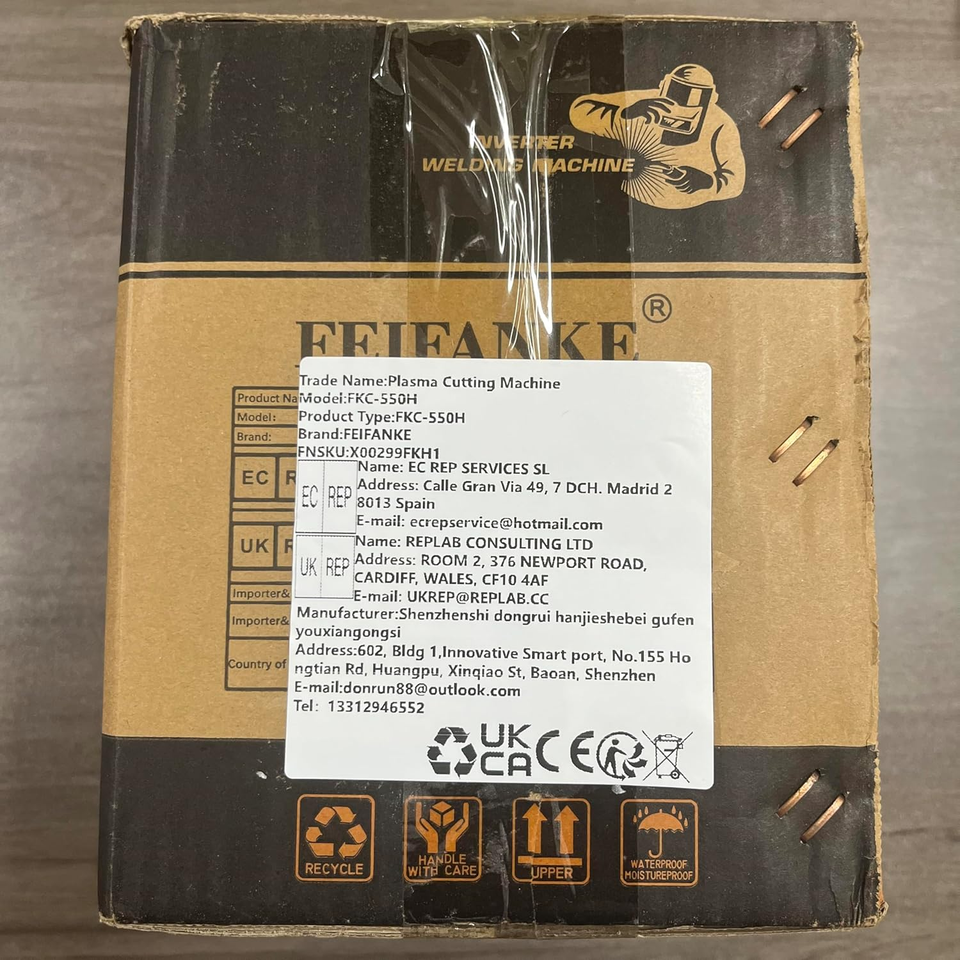 INVERTER
WELDING MACHINE
FEIFANKE®
Trade Name:Plasma Cutting Machine
Product Na
Model:FKC-550H
Model:
Product Type:FKC-550H
Brand:
Brand:FEIFANKE
FNSKU:X00299FKH1
EC R
EC REP
Name: EC REP SERVICES SL
Address: Calle Gran Via 49, 7 DCH. Madrid 2
8013 Spain
E-mail: ecrepservice@hotmail.com
UK R
UK REP
Name: REPLAB CONSULTING LTD
Address: ROOM 2, 376 NEWPORT ROAD,
CARDIFF, WALES, CF10 4AF
E-mail: UKREP@REPLAB.CC
Importer&
Manufacturer:Shenzhenshi dongrui hanjieshebei gufen
Importer&
youxiangongsi
Address:602, Bldg 1,Innovative Smart port, No.155 Ho
Country of
ngtian Rd, Huangpu, Xinqiao St, Baoan, Shenzhen
E-mail:donrun88@outlook.com
Tel: 13312946552
UK
CA
CE
RECYCLE
HANDLE
WITH CARE
UPPER
WATERPROOF
MOISTUREPROOF